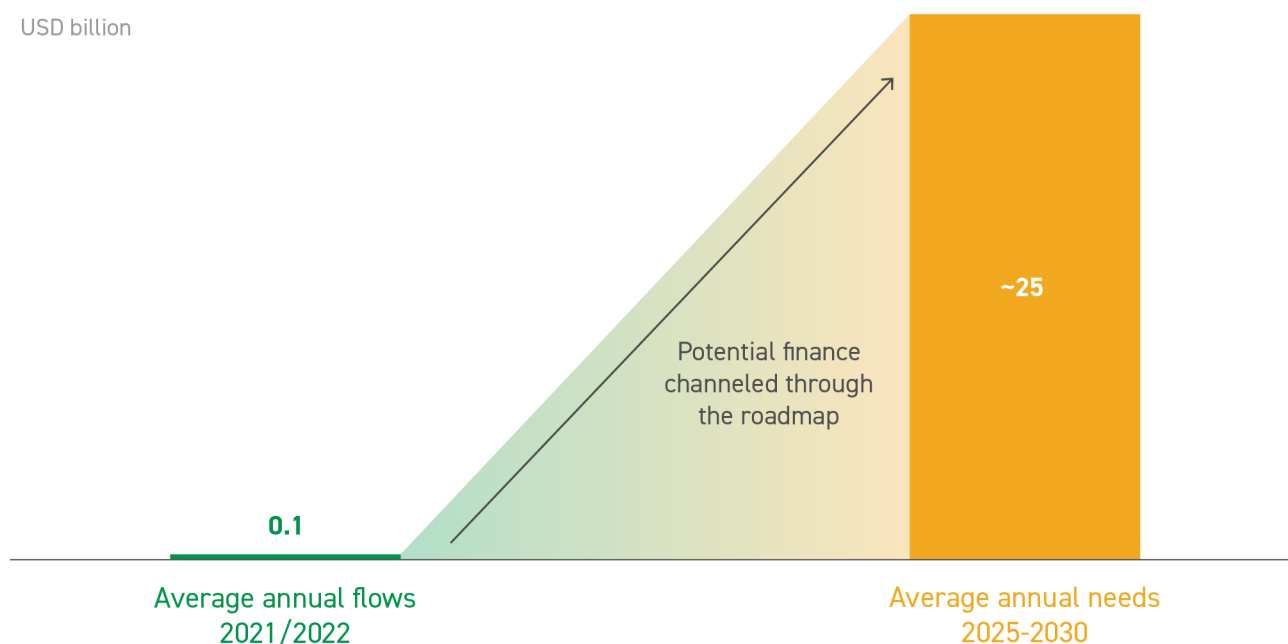 USD billion
~25
Potential finance
channeled through
the roadmap
0.1
Average annual flows
2021/2022
Average annual needs
2025-2030